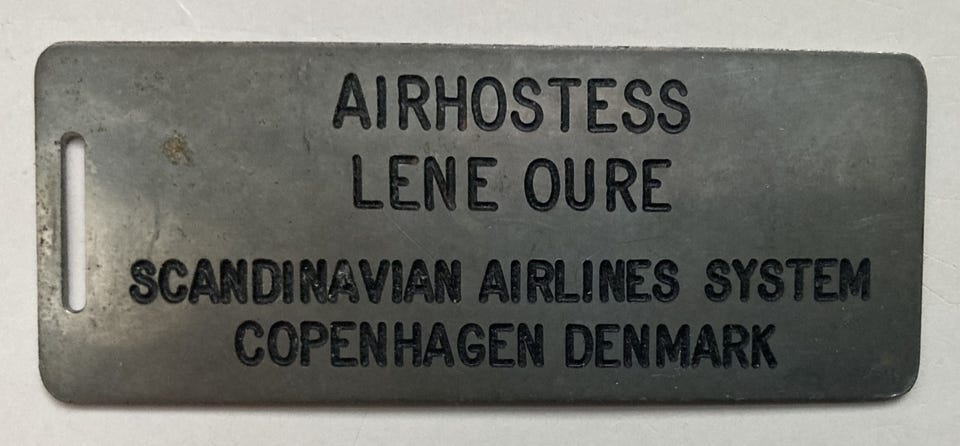 AIRHOSTESS
LENE OURE
SCANDINAVIAN AIRLINES SYSTEM
COPENHAGEN DENMARK